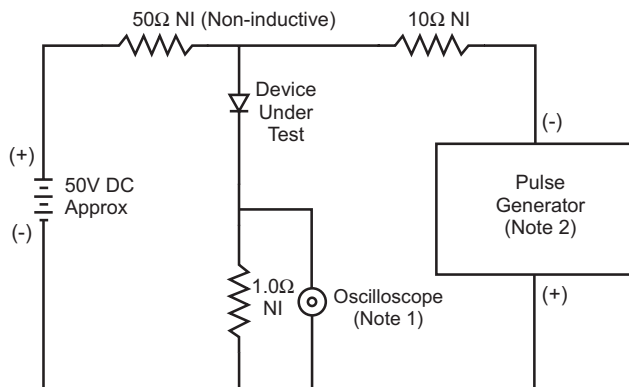 50Ω NI (Non-inductive)
10Ω NI
Device
Under
Test
(+)
50V DC
Approx
(-)
(-)
Pulse
Generator
(Note 2)
(+)
1.0Ω
NI
Oscilloscope
(Note 1)